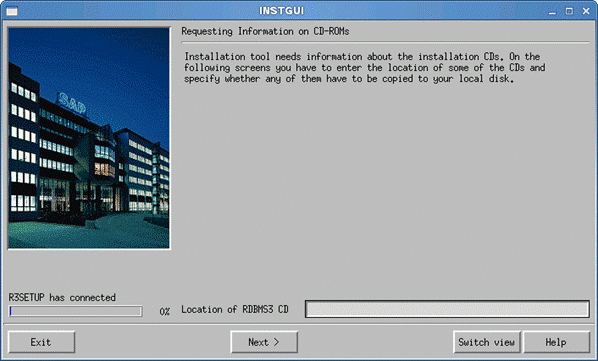 INSTGUI
Requesting Information on CD-ROMs
Installation tool needs information about the installation CDs. On the
following screens you have to enter the location of some of the CDs and
specify whether any of them have to be copied to your local disk.
SAP
R3SETUP has connected
0%
Location of RDBMS3 CD
Exit
Next >
Switch view
Help